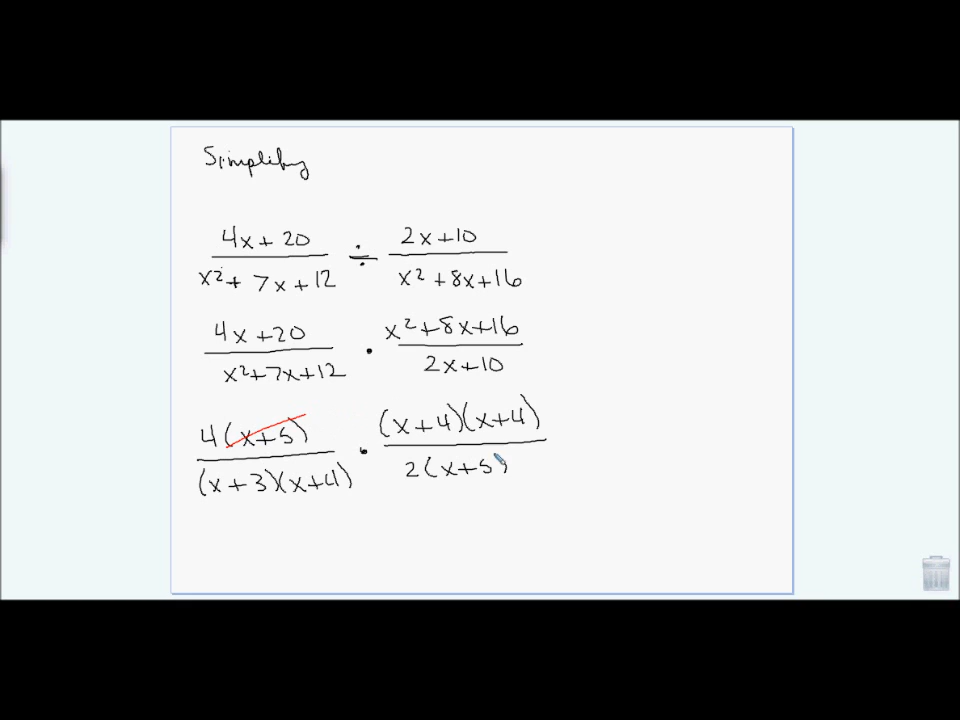 Simplify
4x + 20 / x² + 7x + 12 ÷ 2x + 10 / x² + 8x + 16
4x + 20 / x² + 7x + 12 · x² + 8x + 16 / 2x + 10
4(x + 5) / (x + 3)(x + 4) · (x + 4)(x + 4) / 2(x + 5)